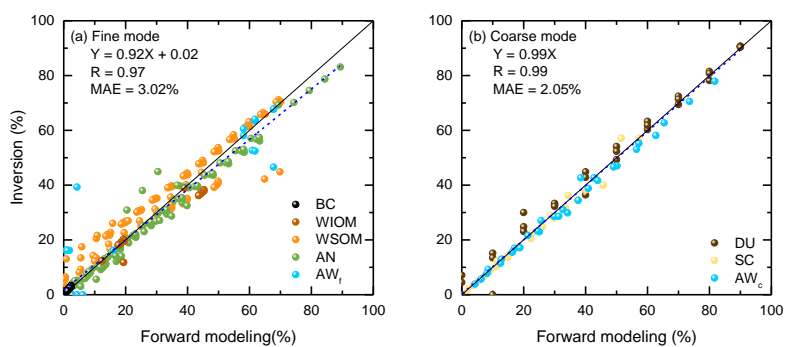 (a) Fine mode
Y = 0.92X + 0.02
R = 0.97
MAE = 3.02%
Inversion (%)
100
80
60
40
20
0
BC
WIOM
WSOM
AN
AWf
0 20 40 60 80 100
Forward modeling(%)
(b) Coarse mode
Y = 0.99X
R = 0.99
MAE = 2.05%
100
80
60
40
20
0
DU
SC
AWc
0 20 40 60 80 100
Forward modeling (%)